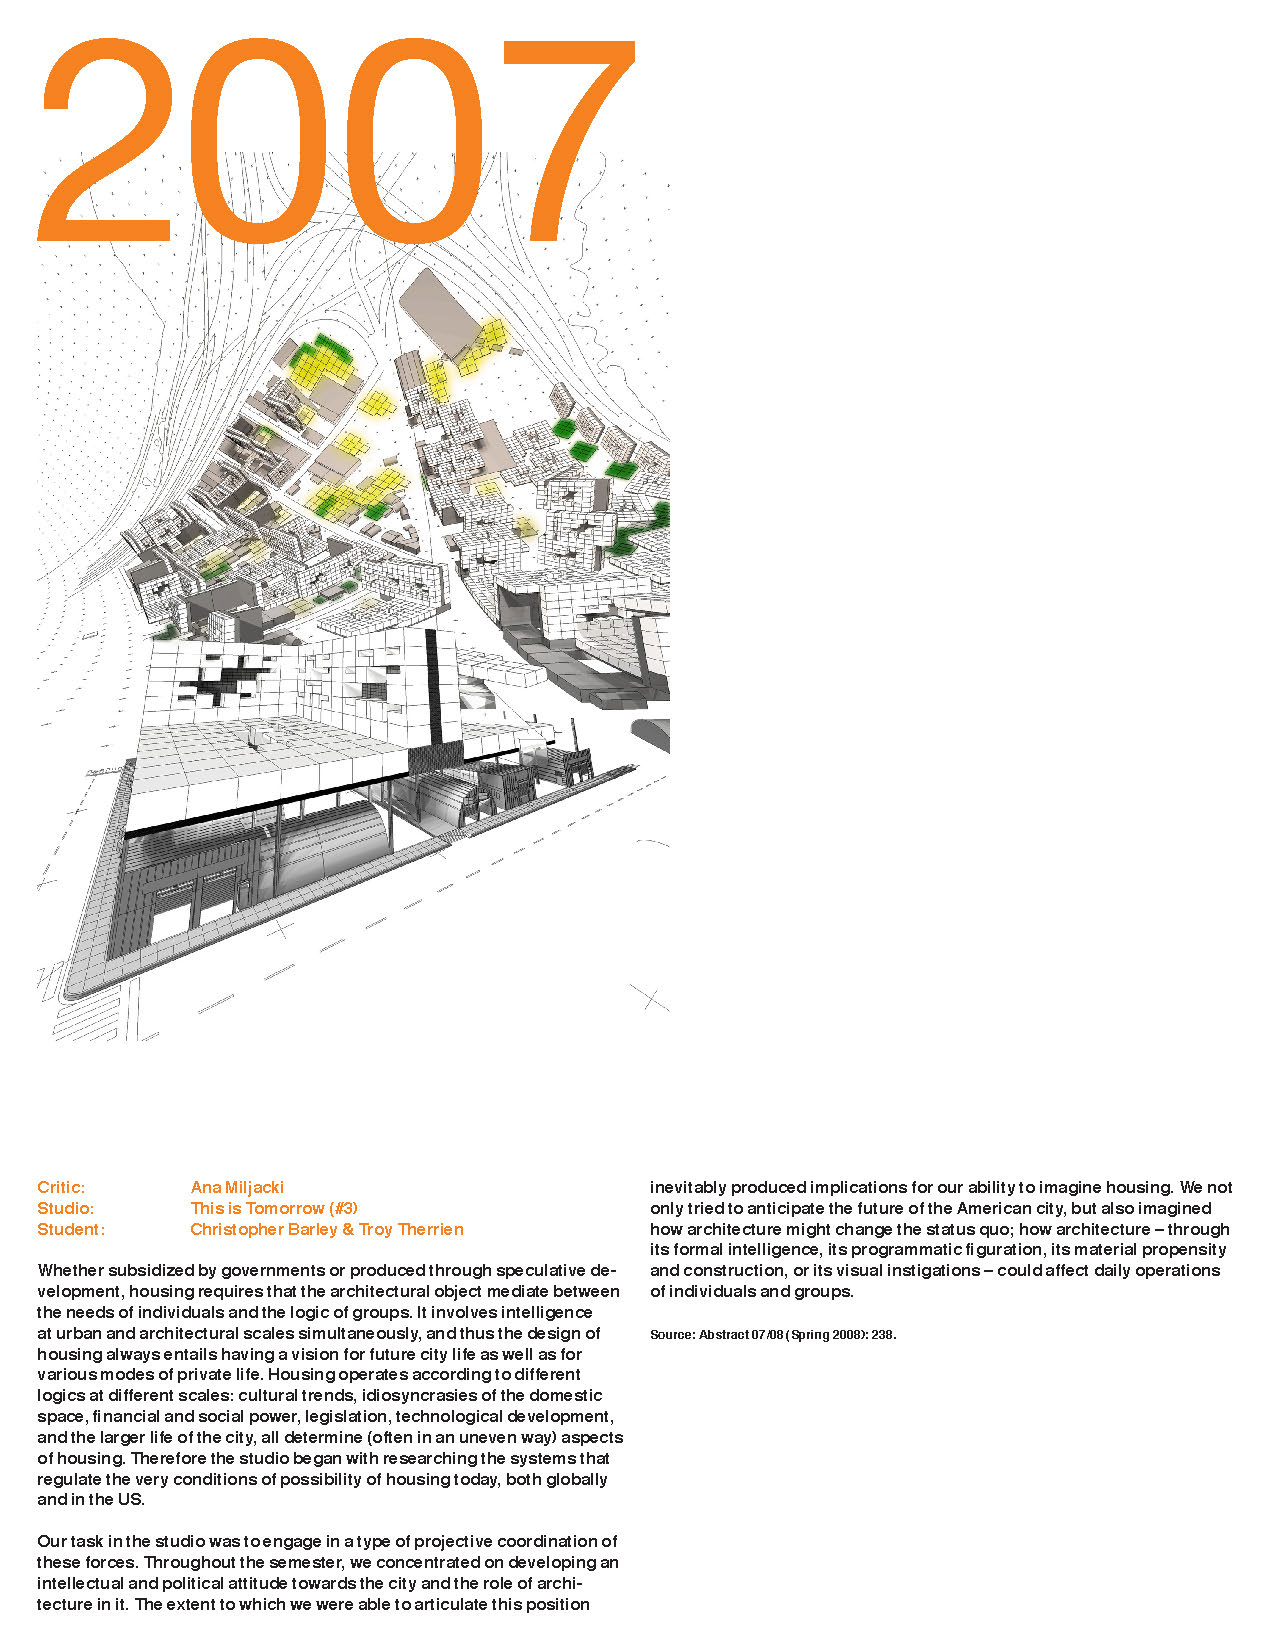 2007
Critic: Ana Miljacki
Studio: This is Tomorrow (#3)
Student: Christopher Barley & Troy Therrien
Whether subsidized by governments or produced through speculative de-
velopment, housing requires that the architectural object mediate between
the needs of individuals and the logic of groups. It involves intelligence
at urban and architectural scales simultaneously, and thus the design of
housing always entails having a vision for future city life as well as for
various modes of private life. Housing operates according to different
logics at different scales: cultural trends, idiosyncrasies of the domestic
space, financial and social power, legislation, technological development,
and the larger life of the city, all determine (often in an uneven way) aspects
of housing. Therefore the studio began with researching the systems that
regulate the very conditions of possibility of housing today, both globally
and in the US.
Our task in the studio was to engage in a type of projective coordination of
these forces. Throughout the semester, we concentrated on developing an
intellectual and political attitude towards the city and the role of archi-
tecture in it. The extent to which we were able to articulate this position
inevitably produced implications for our ability to imagine housing. We not
only tried to anticipate the future of the American city, but also imagined
how architecture might change the status quo; how architecture – through
its formal intelligence, its programmatic figuration, its material propensity
and construction, or its visual instigations – could affect daily operations
of individuals and groups.
Source: Abstract 07/08 (Spring 2008): 238.